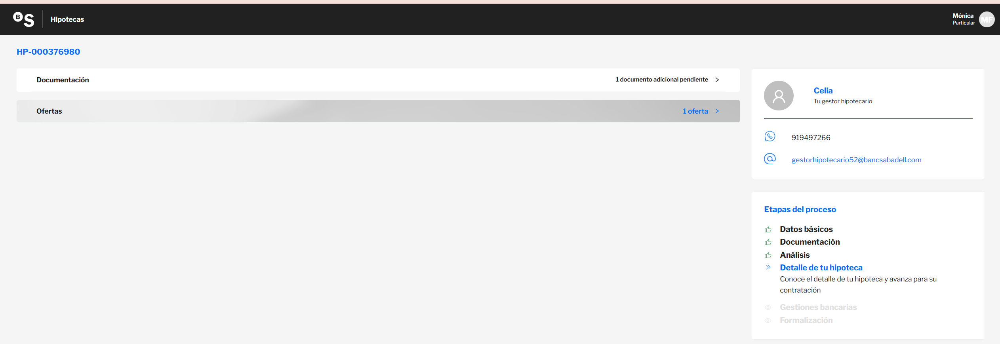 BS
Hipotecas
Mónica
Particular
MF
HP-000376980
Documentación
1 documento adicional pendiente
Ofertas
1 oferta
Celia
Tu gestor hipotecario
919497266
gestorhipotecario52@bancsabadell.com
Etapas del proceso
Datos básicos
Documentación
Análisis
Detalle de tu hipoteca
Conoce el detalle de tu hipoteca y avanza para su
contratación
Gestiones bancarias
Formalización